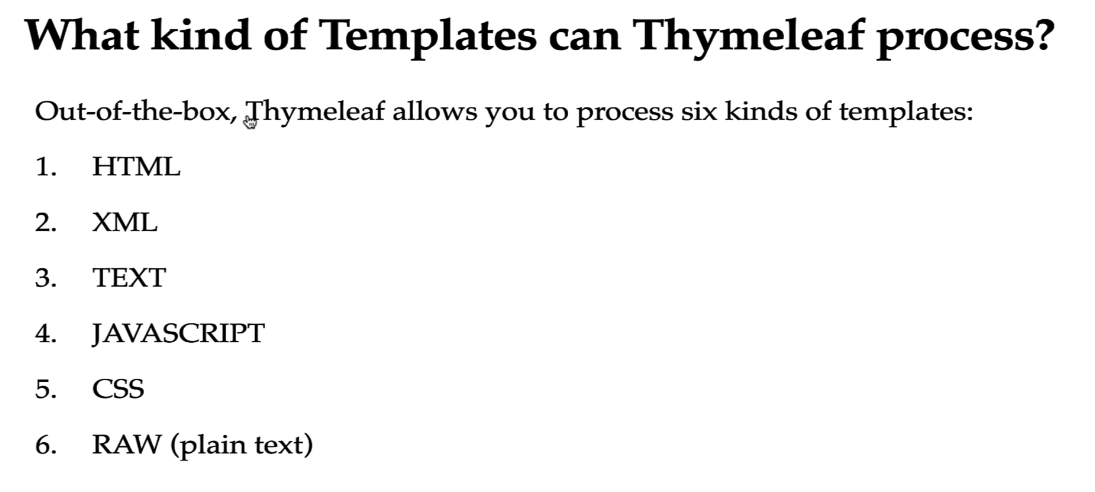 What kind of Templates can Thymeleaf process?
Out-of-the-box, Thymeleaf allows you to process six kinds of templates:
1. HTML
2. XML
3. TEXT
4. JAVASCRIPT
5. CSS
6. RAW (plain text)